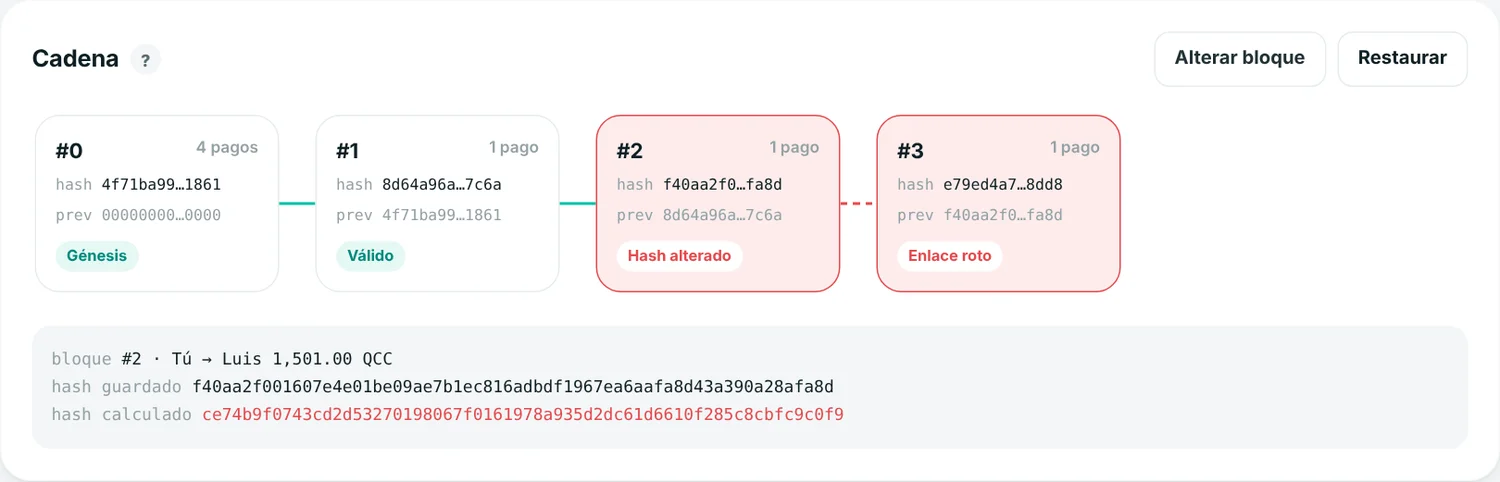 Cadena ?
Alterar bloque
Restaurar
#0 4 pagos
hash 4f71ba99…1861
prev 00000000…0000
Génesis
#1 1 pago
hash 8d64a96a…7c6a
prev 4f71ba99…1861
Válido
#2 1 pago
hash f40aa2f0…fa8d
prev 8d64a96a…7c6a
Hash alterado
#3 1 pago
hash e79ed4a7…8dd8
prev f40aa2f0…fa8d
Enlace roto
bloque #2 · Tú → Luis 1,501.00 QCC
hash guardado f40aa2f001607e4e01be09ae7b1ec816adbdf1967ea6aafa8d43a390a28afa8d
hash calculado ce74b9f0743cd2d53270198067f0161978a935d2dc61d6610f285c8cbfc9c0f9